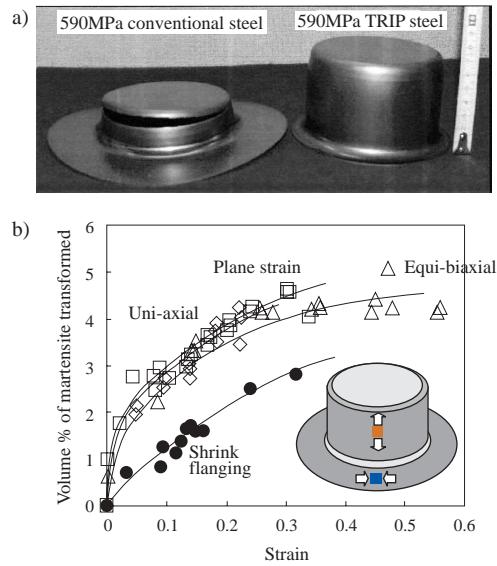 a)
590MPa conventional steel
590MPa TRIP steel
b)
Volume % of martensite transformed
6
5
4
3
2
1
0
Plane strain
Equi-biaxial
Uni-axial
Shrink
flanging
0
0.1
0.2
0.3
0.4
0.5
0.6
Strain